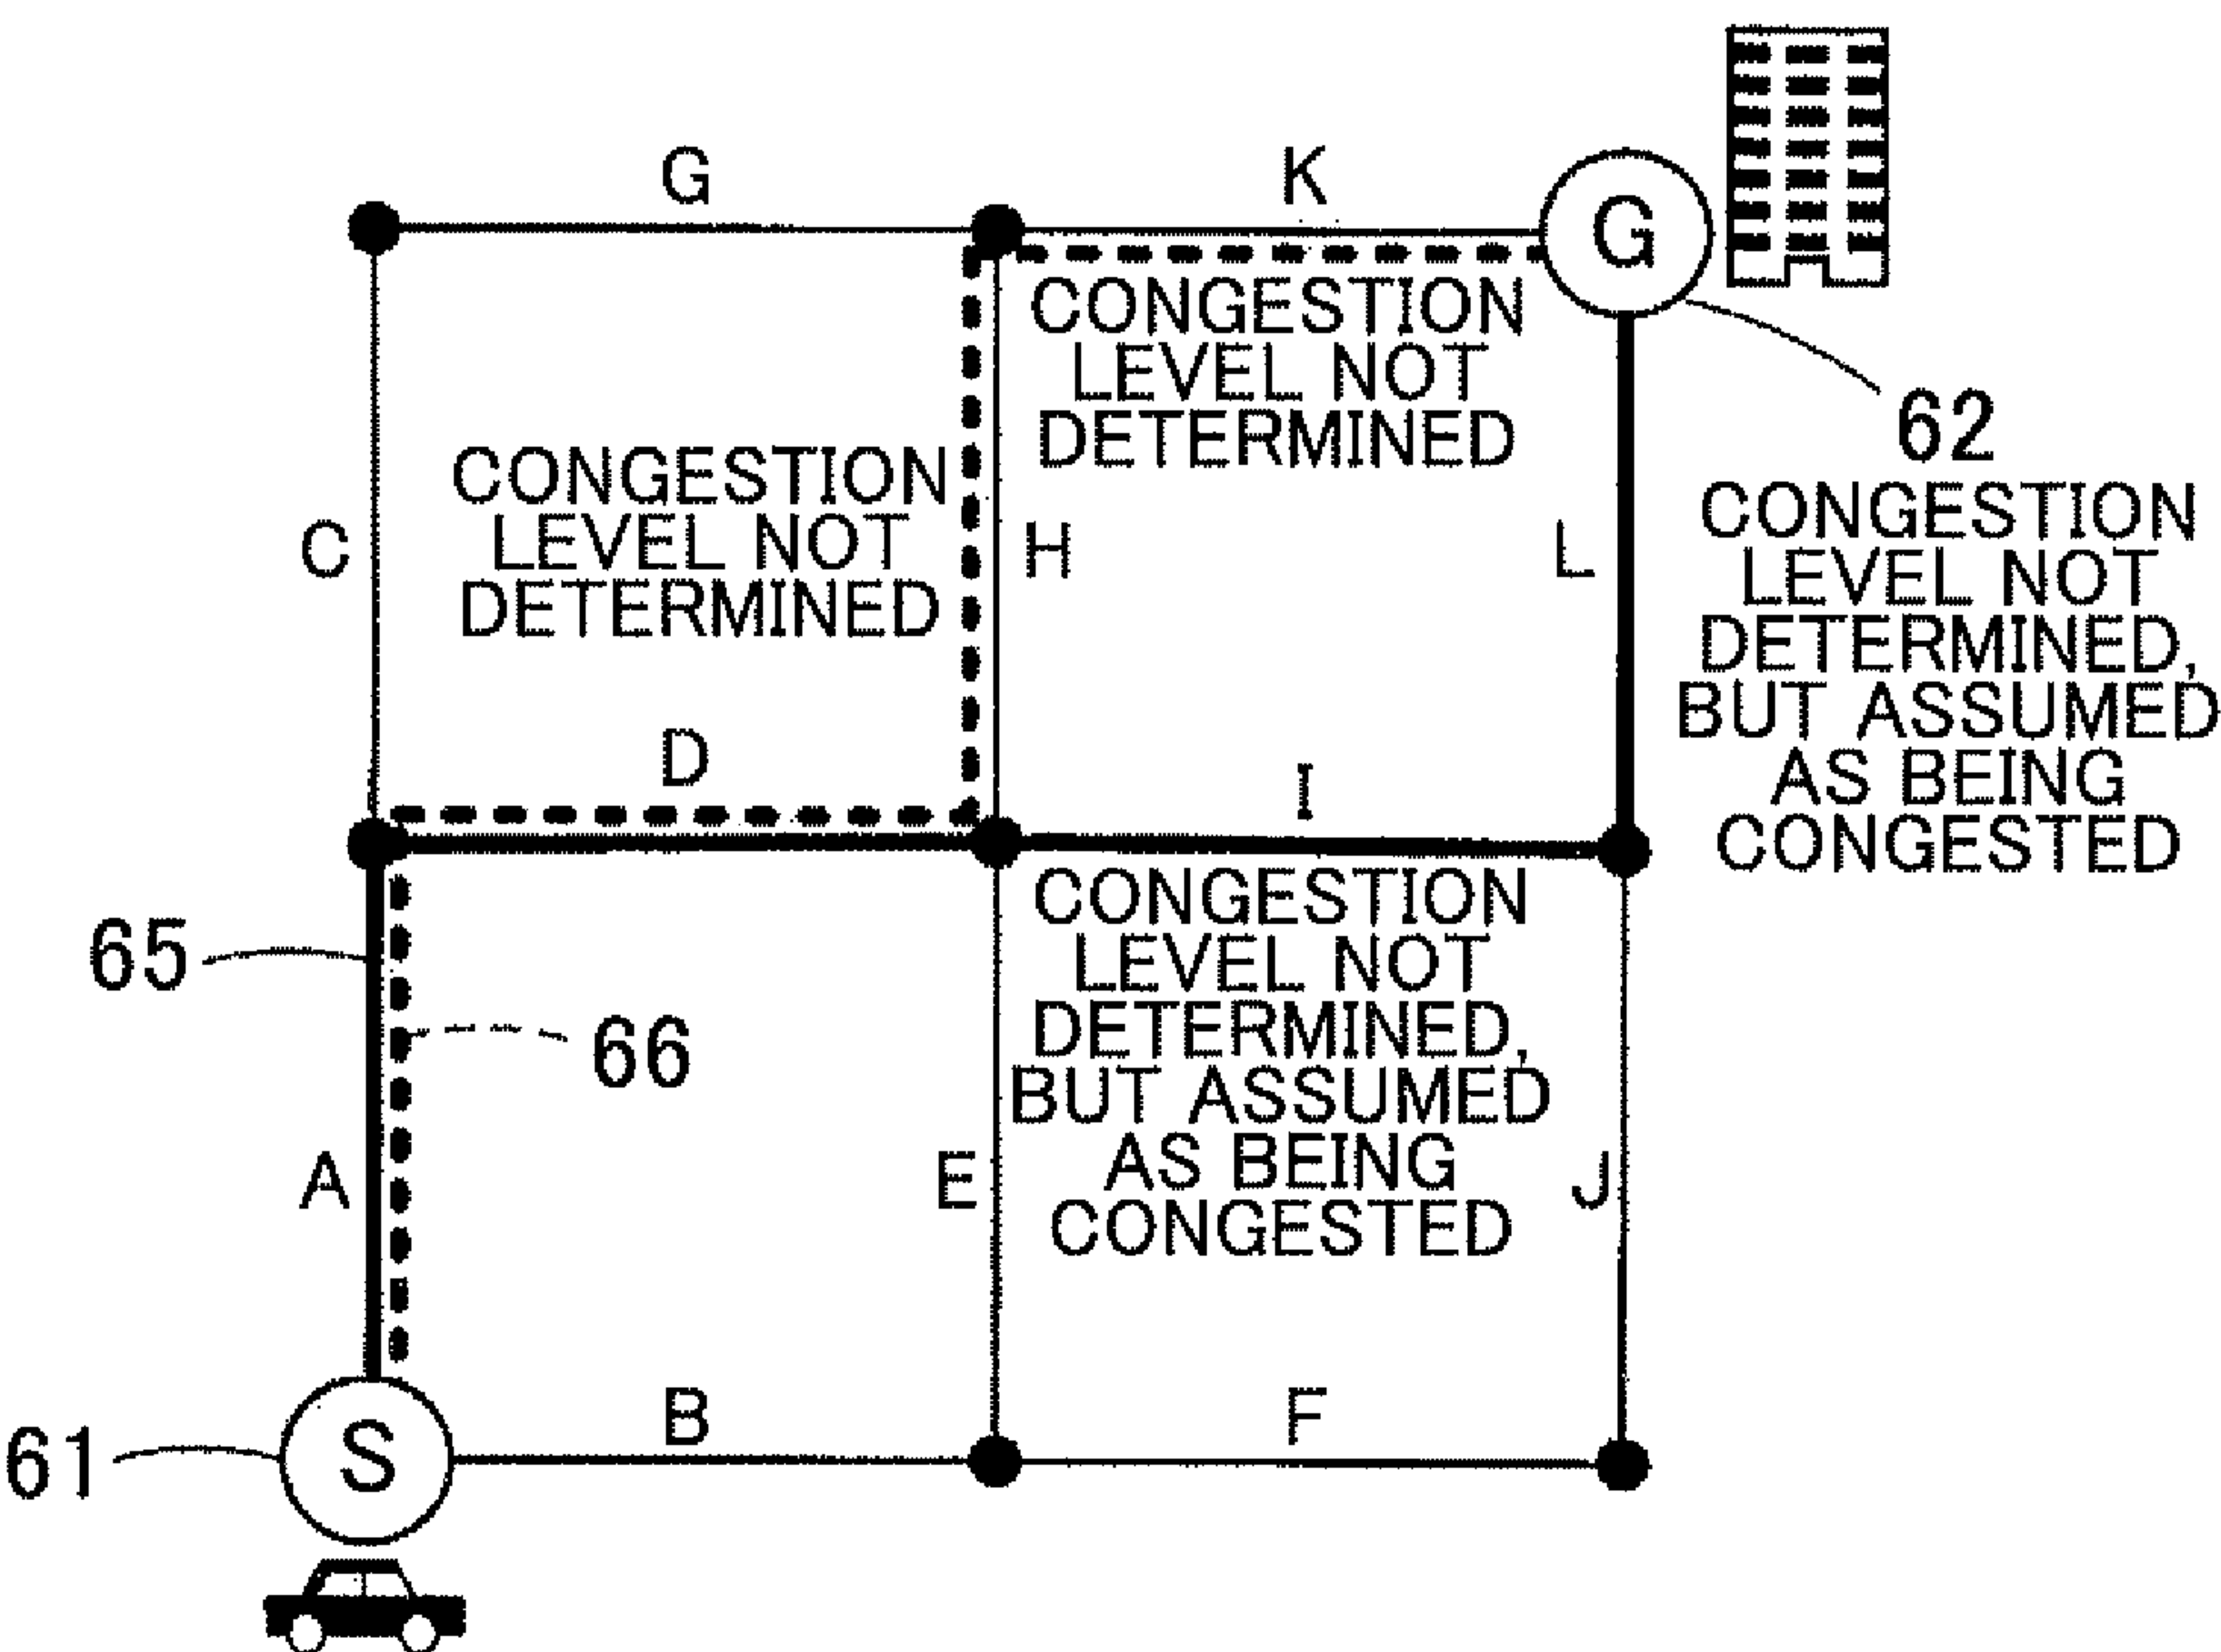 G
K
G
CONGESTION
LEVEL NOT
DETERMINED
62
CONGESTION
LEVEL NOT
DETERMINED
C
H
L
CONGESTION
LEVEL NOT
DETERMINED,
BUT ASSUMED
AS BEING
CONGESTED
D
I
65
66
CONGESTION
LEVEL NOT
DETERMINED,
BUT ASSUMED
AS BEING
CONGESTED
A
E
J
B
F
61
S